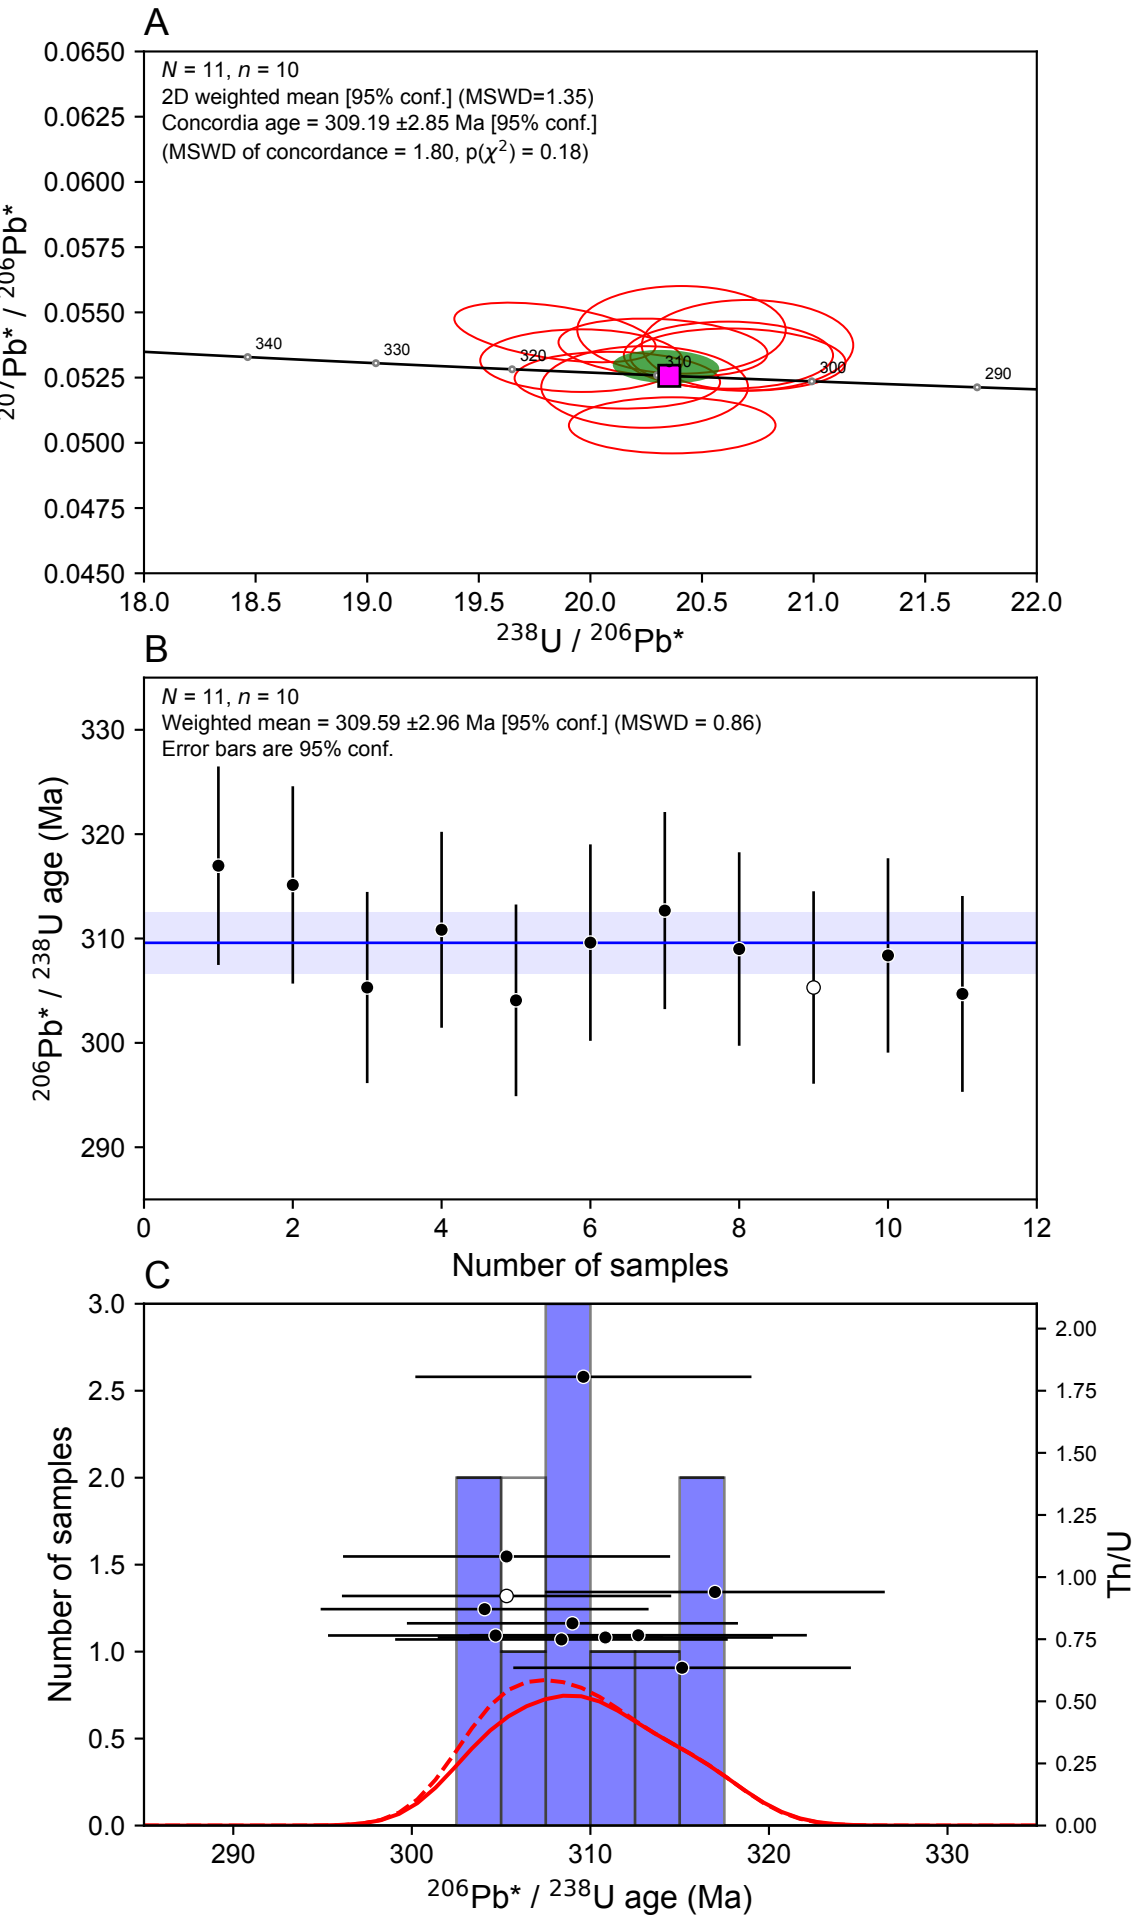 A
0.0650
0.0625
0.0600
0.0575
0.0550
0.0525
0.0500
0.0475
0.0450
²⁰⁷Pb* / ²⁰⁶Pb*
N = 11, n = 10
2D weighted mean [95% conf.] (MSWD=1.35)
Concordia age = 309.19 ±2.85 Ma [95% conf.]
(MSWD of concordance = 1.80, p(χ²) = 0.18)
340
330
320
310
300
290
18.0 18.5 19.0 19.5 20.0 20.5 21.0 21.5 22.0
²³⁸U / ²⁰⁶Pb*
B
N = 11, n = 10
Weighted mean = 309.59 ±2.96 Ma [95% conf.] (MSWD = 0.86)
Error bars are 95% conf.
330
320
310
300
290
²⁰⁶Pb* / ²³⁸U age (Ma)
0 2 4 6 8 10 12
Number of samples
C
3.0
2.5
2.0
1.5
1.0
0.5
0.0
Number of samples
2.00
1.75
1.50
1.25
1.00
0.75
0.50
0.25
0.00
Th/U
290 300 310 320 330
²⁰⁶Pb* / ²³⁸U age (Ma)